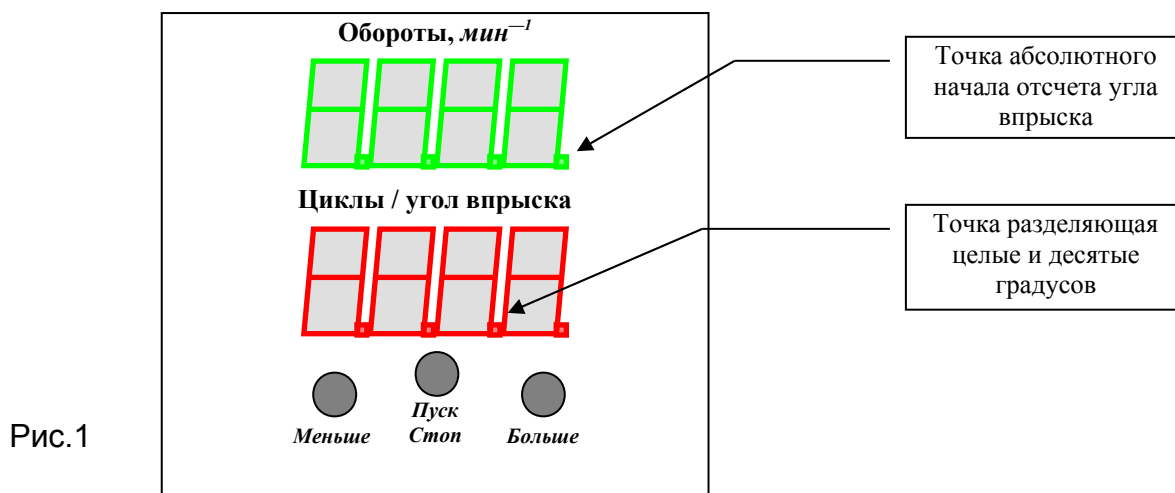 Обороты, мин—1
Точка абсолютного
начала отсчета угла
впрыска
Циклы / угол впрыска
Точка разделяющая
целые и десятые
градусов
Меньше
Пуск
Стоп
Больше
Рис.1